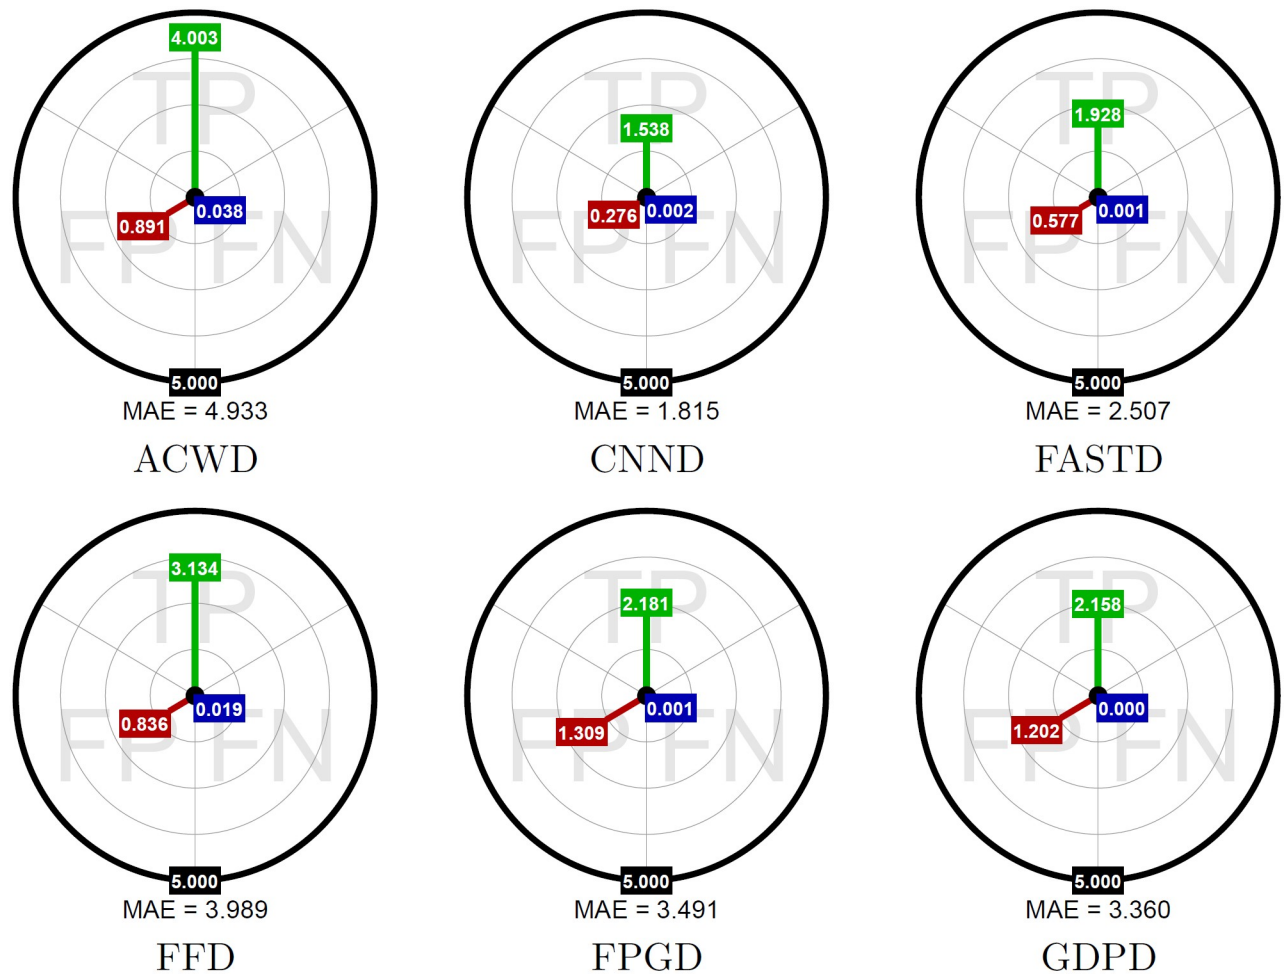 4.003
TP
0.891
0.038
FP FN
5.000
MAE = 4.933
ACWD
1.538
TP
0.276
0.002
FP FN
5.000
MAE = 1.815
CNND
1.928
TP
0.577
0.001
FP FN
5.000
MAE = 2.507
FASTD
3.134
TP
0.836
0.019
FP FN
5.000
MAE = 3.989
FFD
2.181
TP
1.309
0.001
FP FN
5.000
MAE = 3.491
FPGD
2.158
TP
1.202
0.000
FP FN
5.000
MAE = 3.360
GDPD